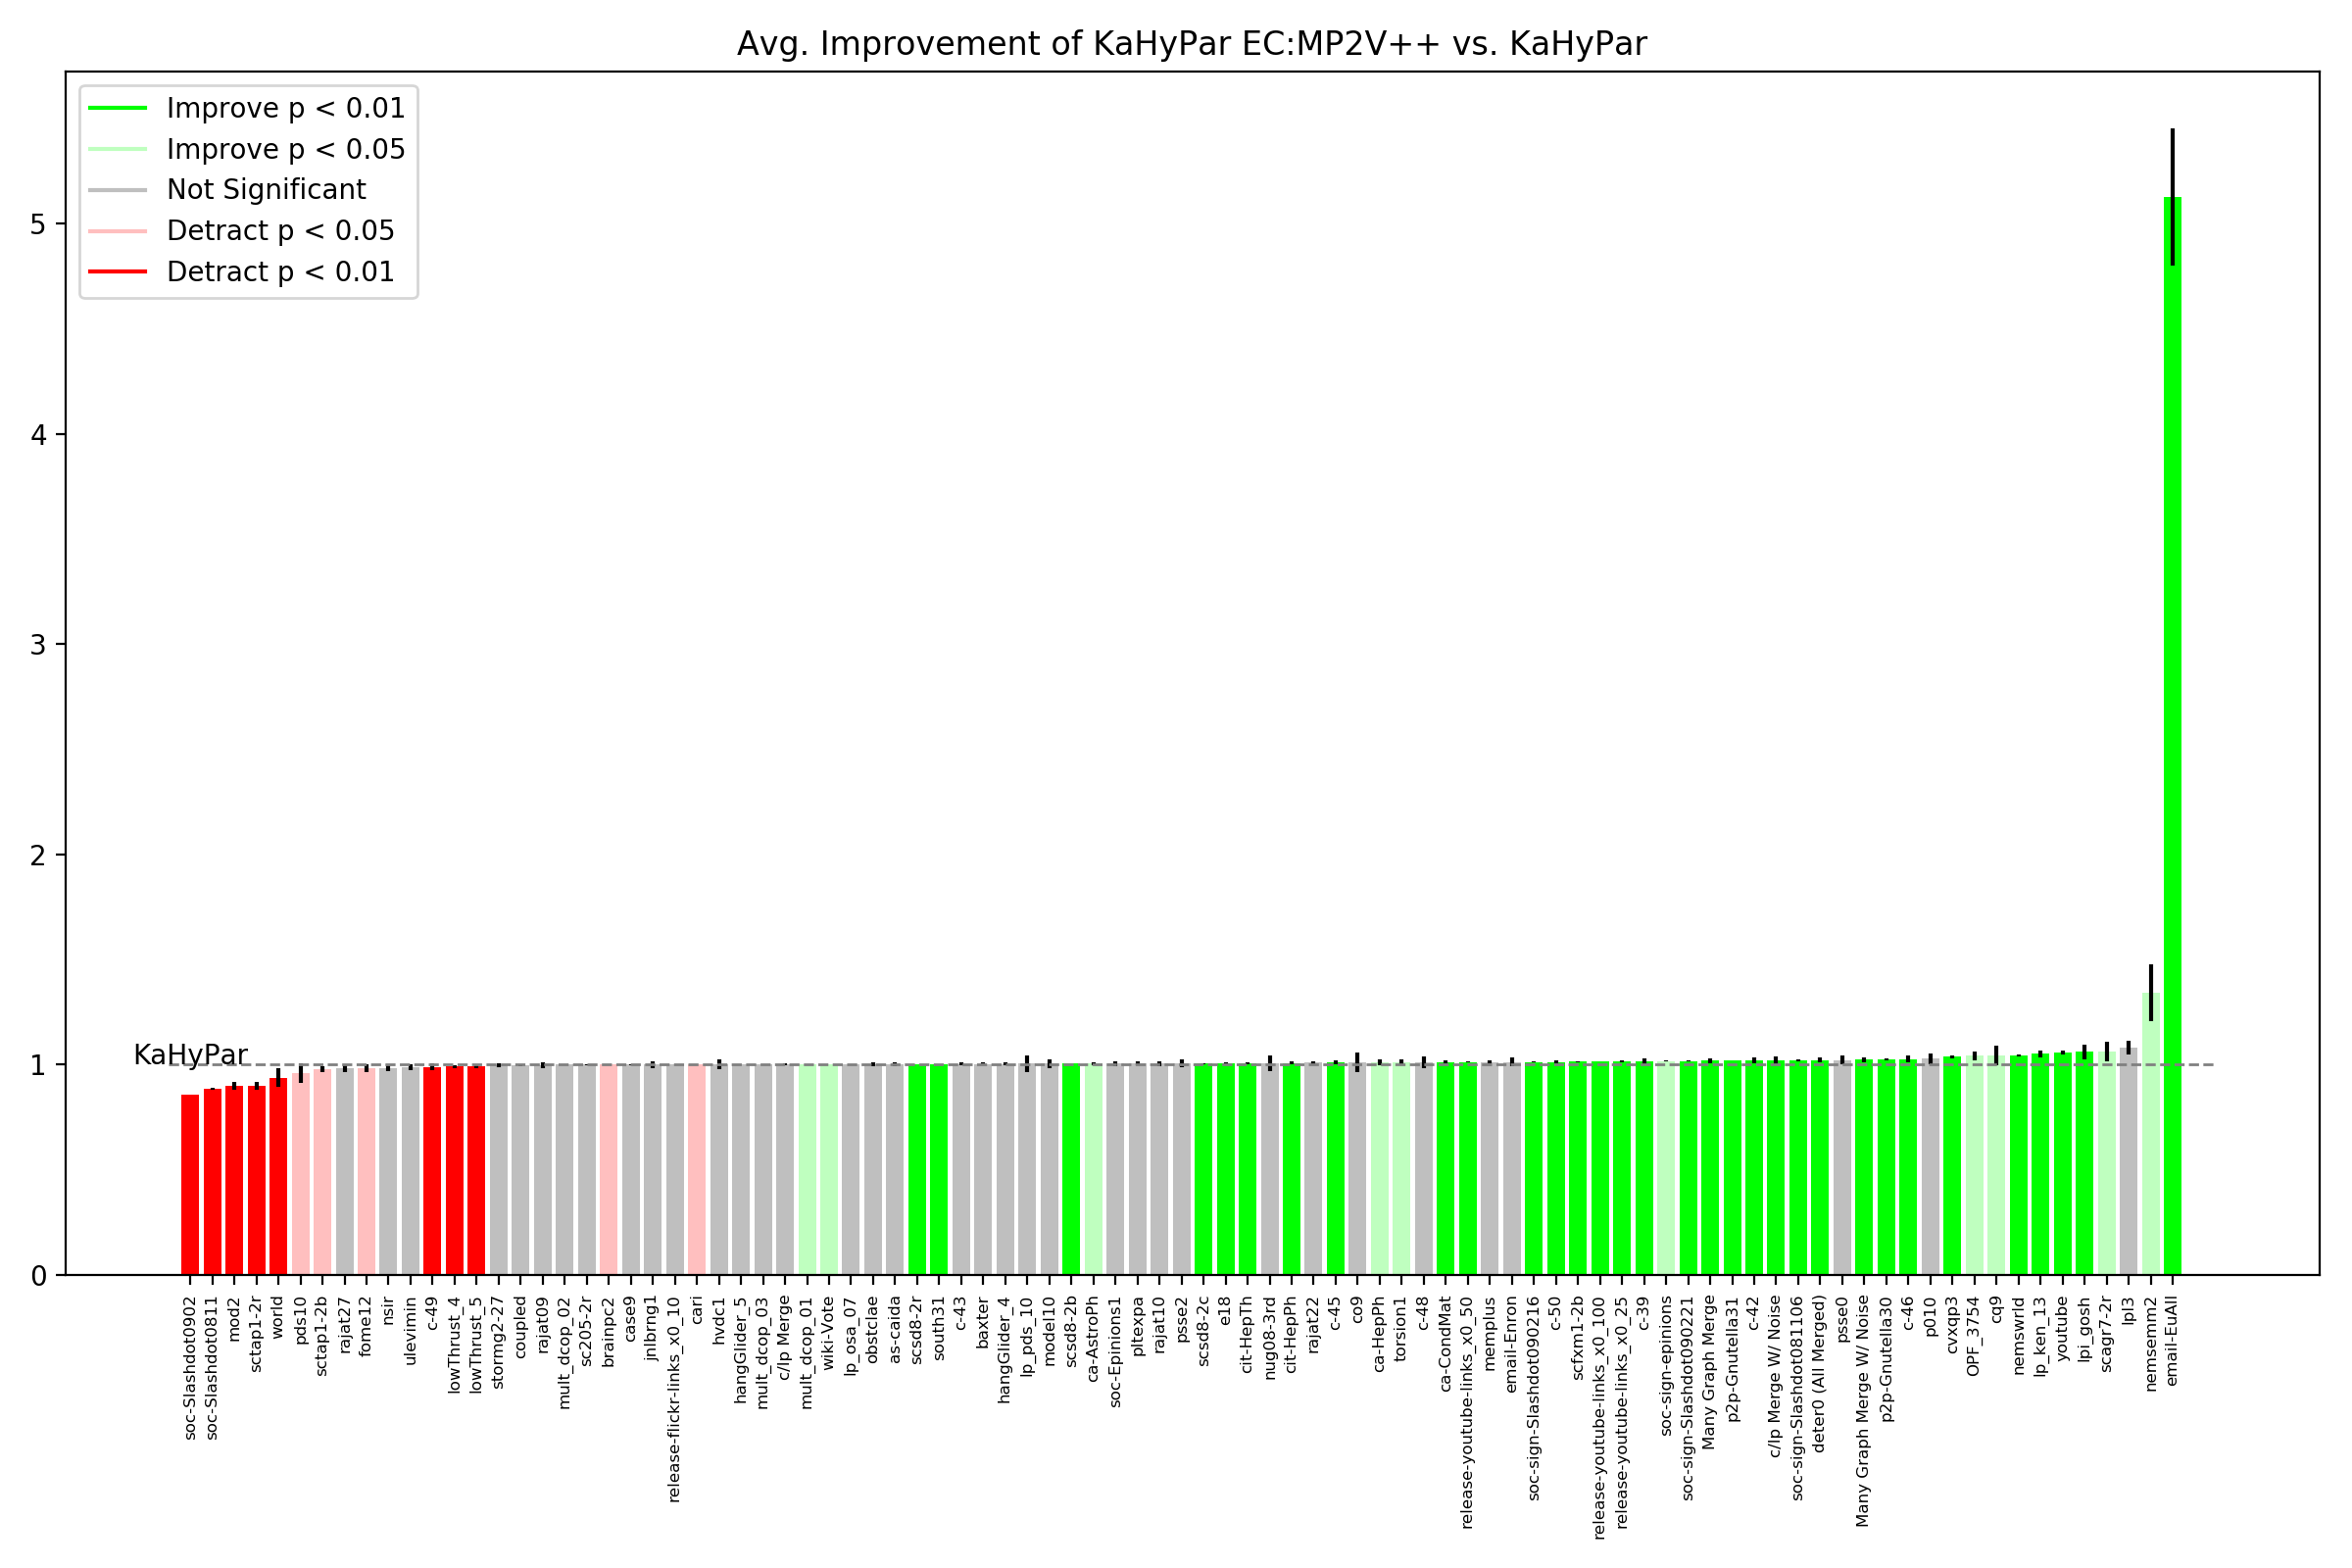 Avg. Improvement of KaHyPar EC:MP2V++ vs. KaHyPar
Improve p < 0.01
Improve p < 0.05
Not Significant
Detract p < 0.05
Detract p < 0.01
5
4
3
2
1
0
KaHyPar
soc-Slashdot0902
soc-Slashdot0811
mod2
sctap1-2r
world
pds10
sctap1-2b
rajat27
fome12
nsir
ulevimin
c-49
lowThrust_4
lowThrust_5
stormg2-27
coupled
rajat09
mult_dcop_02
sc205-2r
brainpc2
case9
jnlbrng1
release-flickr-links_x0_10
cari
hvdc1
hangGlider_5
mult_dcop_03
c/lp Merge
mult_dcop_01
wiki-Vote
lp_osa_07
obstclae
as-caida
scsd8-2r
south31
c-43
baxter
hangGlider_4
lp_pds_10
model10
scsd8-2b
ca-AstroPh
soc-Epinions1
pltexpa
rajat10
psse2
scsd8-2c
e18
cit-HepTh
nug08-3rd
cit-HepPh
rajat22
c-45
co9
ca-HepPh
torsion1
c-48
ca-CondMat
release-youtube-links_x0_50
memplus
email-Enron
soc-sign-Slashdot090216
c-50
scfxm1-2b
release-youtube-links_x0_100
release-youtube-links_x0_25
c-39
soc-sign-epinions
soc-sign-Slashdot090221
Many Graph Merge
p2p-Gnutella31
c-42
c/lp Merge W/ Noise
soc-sign-Slashdot081106
deter0 (All Merged)
psse0
Many Graph Merge W/ Noise
p2p-Gnutella30
c-46
p010
cvxqp3
OPF_3754
cq9
nemswrld
lp_ken_13
youtube
lpi_gosh
scagr7-2r
lpl3
nemsemm2
email-EuAll